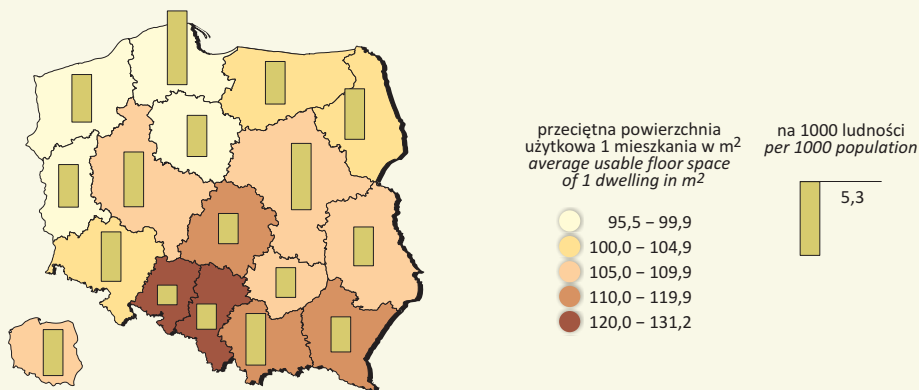 przeciętna powierzchnia
użytkowa 1 mieszkania w m²
average usable floor space
of 1 dwelling in m²
95,5 – 99,9
100,0 – 104,9
105,0 – 109,9
110,0 – 119,9
120,0 – 131,2
na 1000 ludności
per 1000 population
5,3